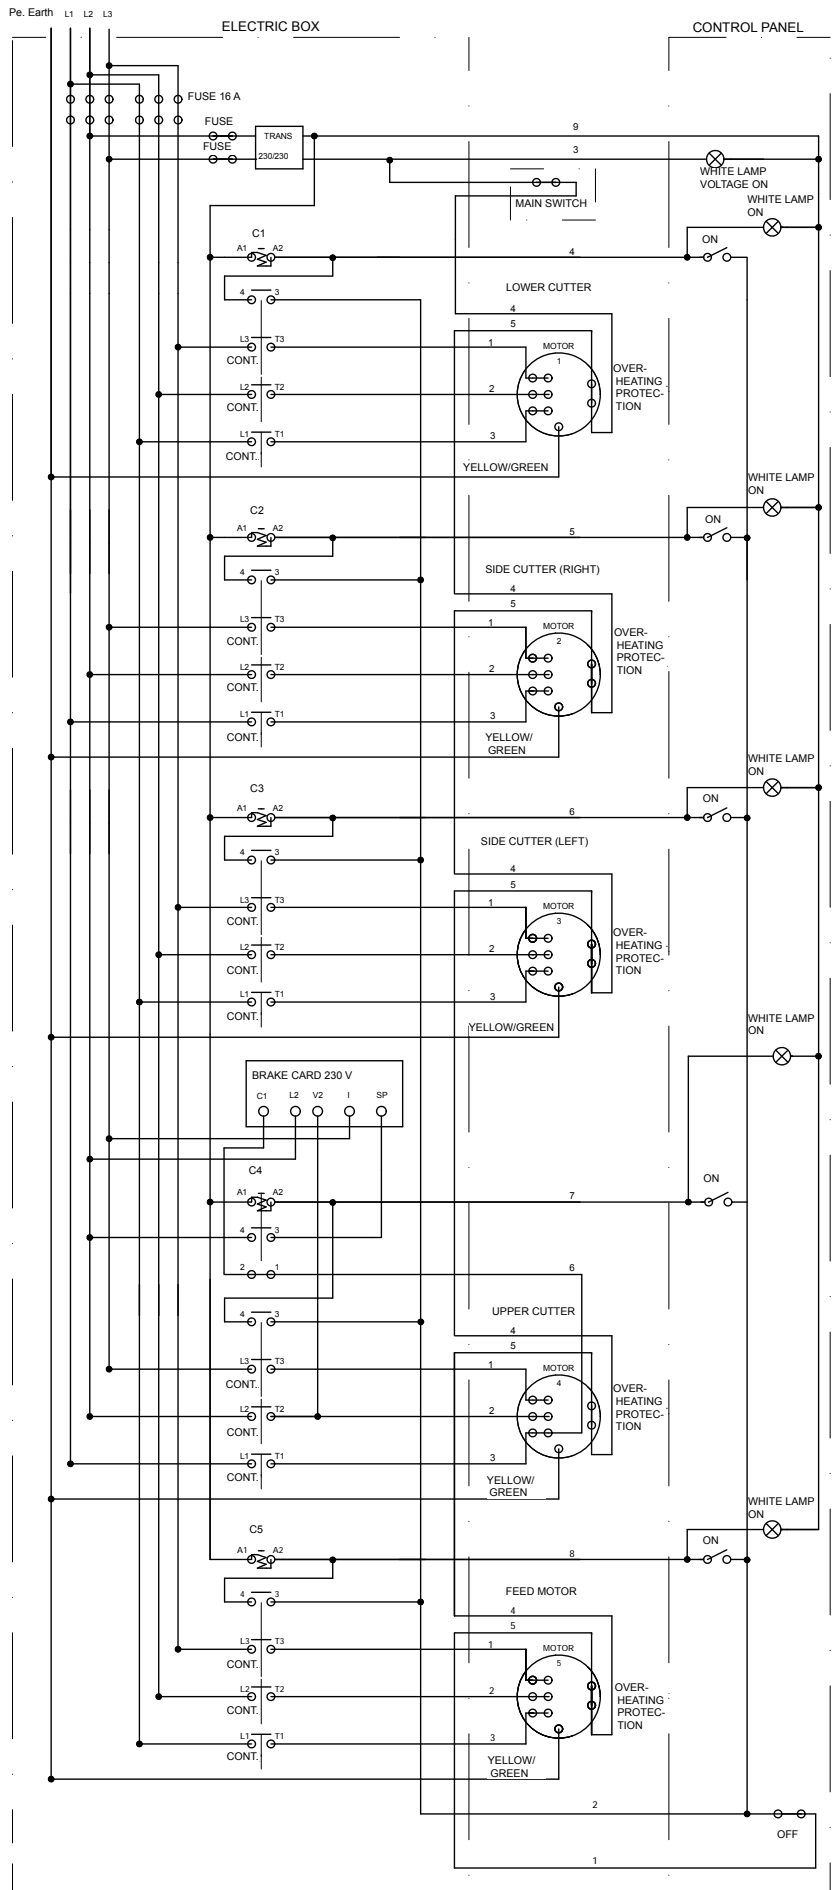 Pe. Earth L1 L2 L3
ELECTRIC BOX
CONTROL PANEL
FUSE 16 A
FUSE
FUSE
TRANS
230/230
9
3
WHITE LAMP
VOLTAGE ON
MAIN SWITCH
WHITE LAMP
ON
C1
A1 A2
4
ON
4 3
LOWER CUTTER
4
5
L3 T3
CONT.
1
MOTOR
1
OVER-
HEATING
PROTEC-
TION
L2 T2
CONT.
2
L1 T1
CONT..
3
YELLOW/GREEN
WHITE LAMP
ON
C2
A1 A2
5
ON
4 3
SIDE CUTTER (RIGHT)
4
5
L3 T3
CONT.
1
MOTOR
2
OVER-
HEATING
PROTEC-
TION
L2 T2
CONT.
2
L1 T1
CONT.
3
YELLOW/
GREEN
WHITE LAMP
ON
C3
A1 A2
6
ON
4 3
SIDE CUTTER (LEFT)
4
5
L3 T3
CONT.
1
MOTOR
3
OVER-
HEATING
PROTEC-
TION
L2 T2
CONT.
2
L1 T1
CONT.
3
YELLOW/GREEN
WHITE LAMP
ON
BRAKE CARD 230 V
C1 L2 V2 I SP
C4
A1 A2
7
ON
4 3
2 1
6
4 3
UPPER CUTTER
4
5
L3 T3
CONT..
1
MOTOR
4
OVER-
HEATING
PROTEC-
TION
L2 T2
CONT.
2
L1 T1
CONT.
3
YELLOW/
GREEN
WHITE LAMP
ON
C5
A1 A2
8
ON
4 3
FEED MOTOR
4
5
L3 T3
CONT.
1
MOTOR
5
OVER-
HEATING
PROTEC-
TION
L2 T2
CONT.
2
L1 T1
CONT.
3
YELLOW/
GREEN
2
OFF
1